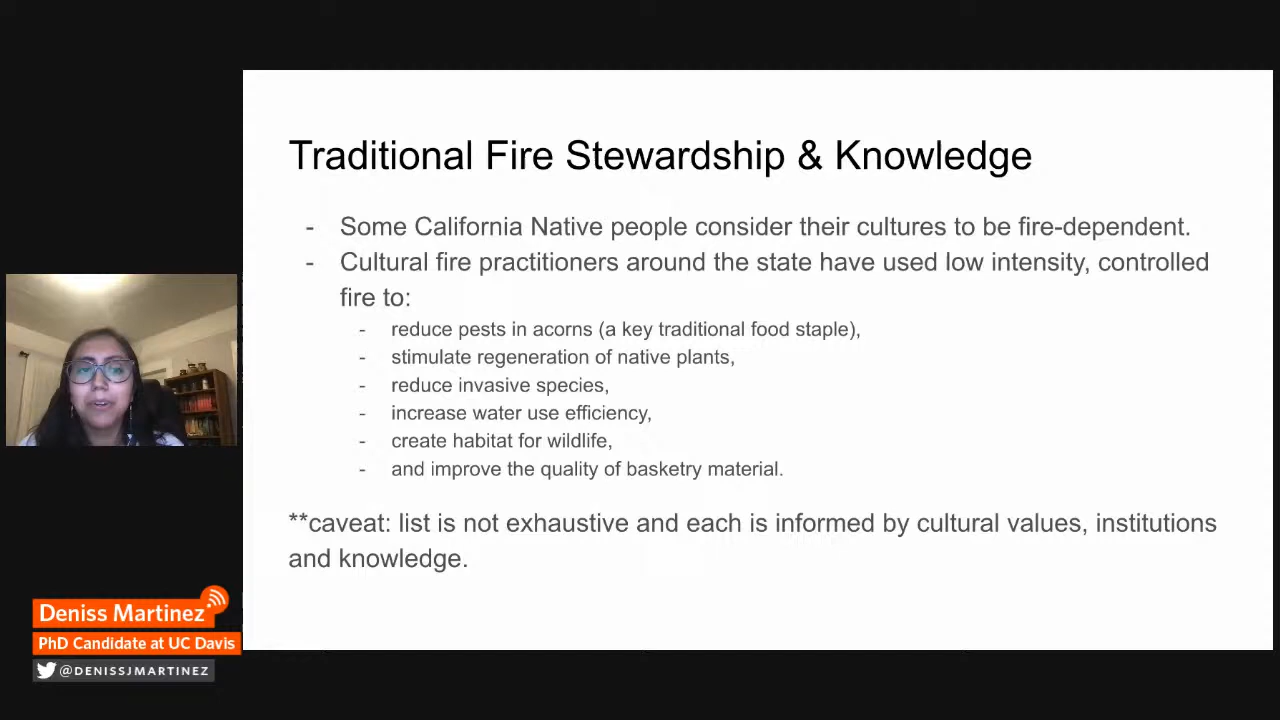 Traditional Fire Stewardship & Knowledge
- Some California Native people consider their cultures to be fire-dependent.
- Cultural fire practitioners around the state have used low intensity, controlled
fire to:
- reduce pests in acorns (a key traditional food staple),
- stimulate regeneration of native plants,
- reduce invasive species,
- increase water use efficiency,
- create habitat for wildlife,
- and improve the quality of basketry material.
**caveat: list is not exhaustive and each is informed by cultural values, institutions
and knowledge.
Deniss Martinez
PhD Candidate at UC Davis
@DENISSJMARTINEZ